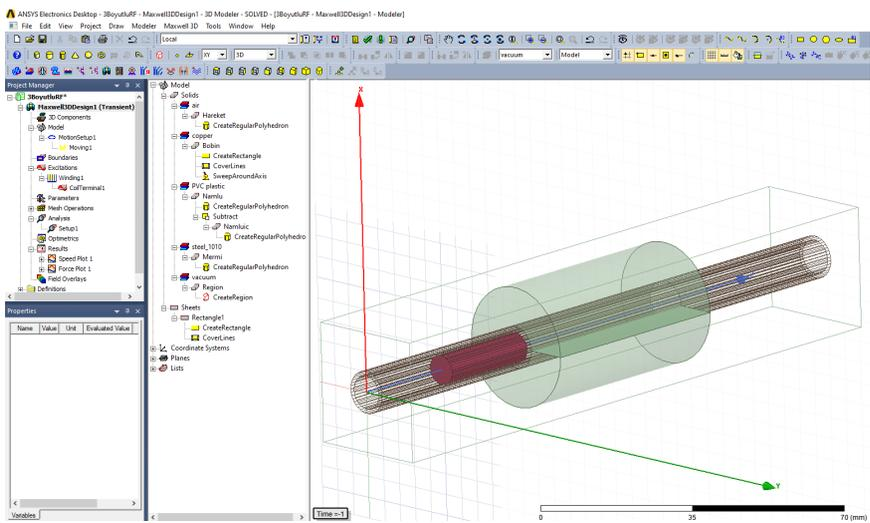 ANSYS Electronics Desktop - 3BoyutluRF - Maxwell3DDesign1 - 3D Modeler - SOLVED - [3BoyutluRF - Maxwell3DDesign1 - Modeler]
File Edit View Project Draw Modeler Maxwell 3D Tools Window Help
Local
XY 3D vacuum Model
Project Manager
3BoyutluRF*
Maxwell3DDesign1 (Transient)
3D Components
Model
MotionSetup1
Moving1
Boundaries
Excitations
Winding1
CoilTerminal1
Parameters
Mesh Operations
Analysis
Setup1
Optimetrics
Results
Speed Plot 1
Force Plot 1
Field Overlays
Definitions
Properties
Name Value Unit Evaluated Value
Variables
Model
Solids
air
Hareket
CreateRegularPolyhedron
copper
Bobin
CreateRectangle
CoverLines
SweepAroundAxis
PVC plastic
Namlu
CreateRegularPolyhedron
Subtract
Namluic
CreateRegularPolyhedro
steel_1010
Mermi
CreateRegularPolyhedron
vacuum
Region
CreateRegion
Sheets
Rectangle1
CreateRectangle
CoverLines
Coordinate Systems
Planes
Lists
X
Y
Time =-1
0 35 70 (mm)